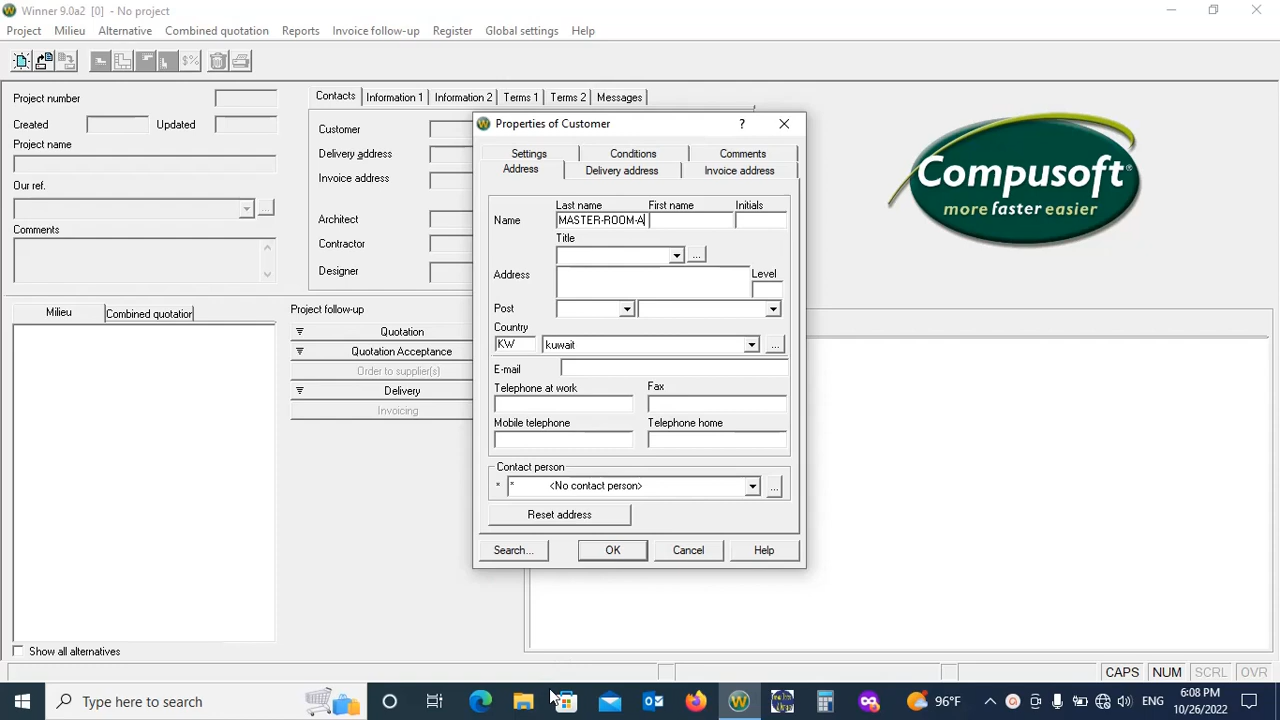 Winner 9.0a2 [0] - No project
Project Milieu Alternative Combined quotation Reports Invoice follow-up Register Global settings Help
$%
Project number
Created Updated
Project name
Our ref.
...
Comments
Contacts Information 1 Information 2 Terms 1 Terms 2 Messages
Customer
Delivery address
Invoice address
Architect
Contractor
Designer
Compusoft®
more faster easier
Properties of Customer ?
Settings Conditions Comments
Address Delivery address Invoice address
Last name First name Initials
Name MASTER-ROOM-A
Title
...
Address Level
Post
Country
KW kuwait ...
E-mail
Telephone at work Fax
Mobile telephone Telephone home
Contact person
* * <No contact person> ...
Reset address
Search... OK Cancel Help
Milieu Combined quotation
Project follow-up
Quotation
Quotation Acceptance
Order to supplier(s)
Delivery
Invoicing
Show all alternatives
CAPS NUM SCRL OVR
Type here to search
96°F ENG 6:08 PM
10/26/2022